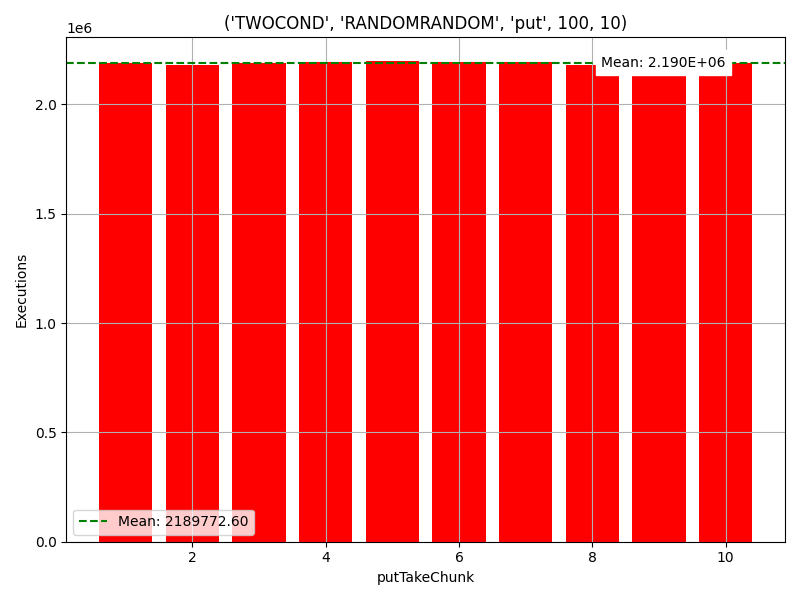 ('TWOCOND', 'RANDOMRANDOM', 'put', 100, 10)
1e6
Mean: 2.190E+06
2.0
1.5
1.0
0.5
0.0
Executions
Mean: 2189772.60
2 4 6 8 10
putTakeChunk